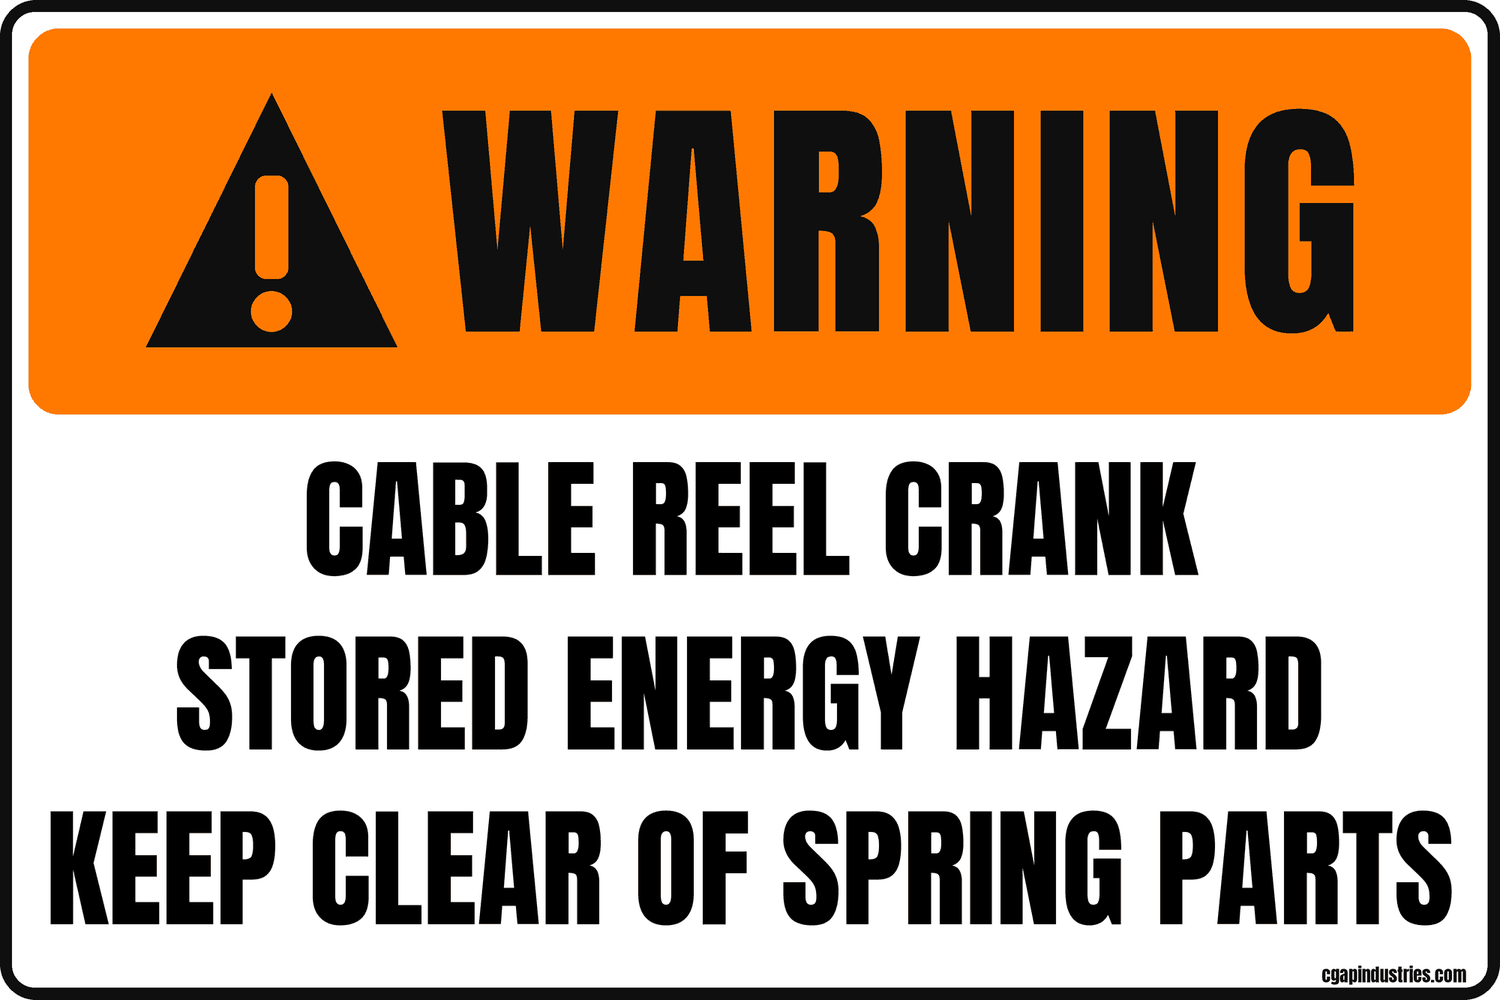 WARNING
CABLE REEL CRANK
STORED ENERGY HAZARD
KEEP CLEAR OF SPRING PARTS
cgapindustries.com